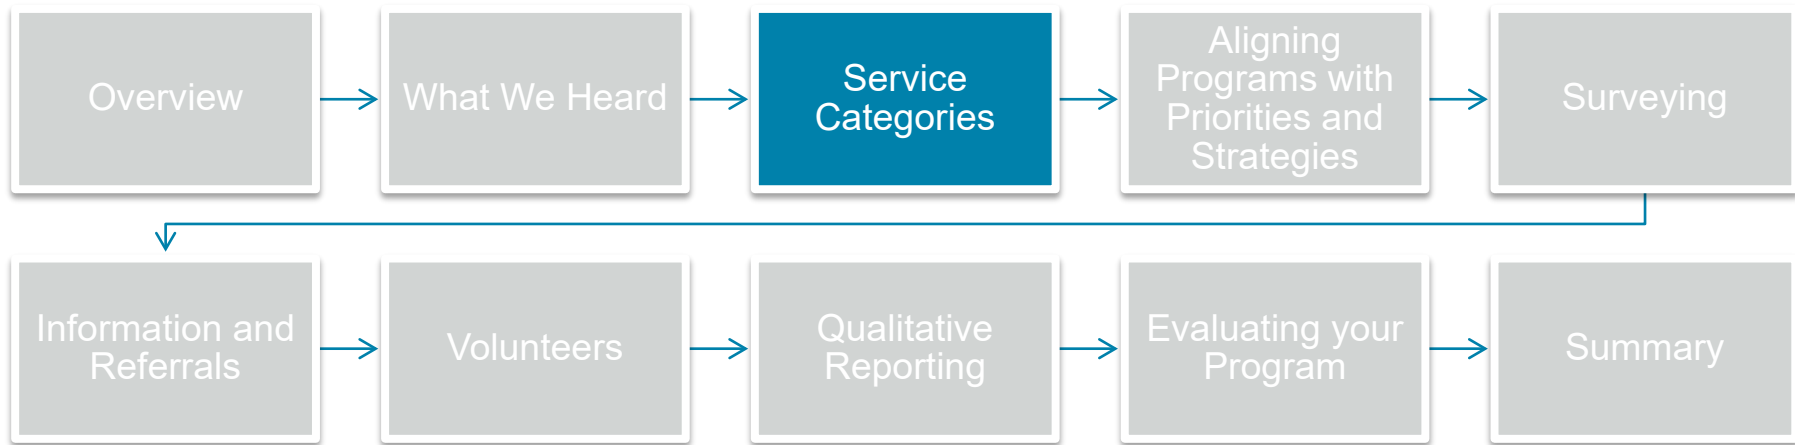 Overview
What We Heard
Service
Categories
Aligning
Programs with
Priorities and
Strategies
Surveying
Information and
Referrals
Volunteers
Qualitative
Reporting
Evaluating your
Program
Summary